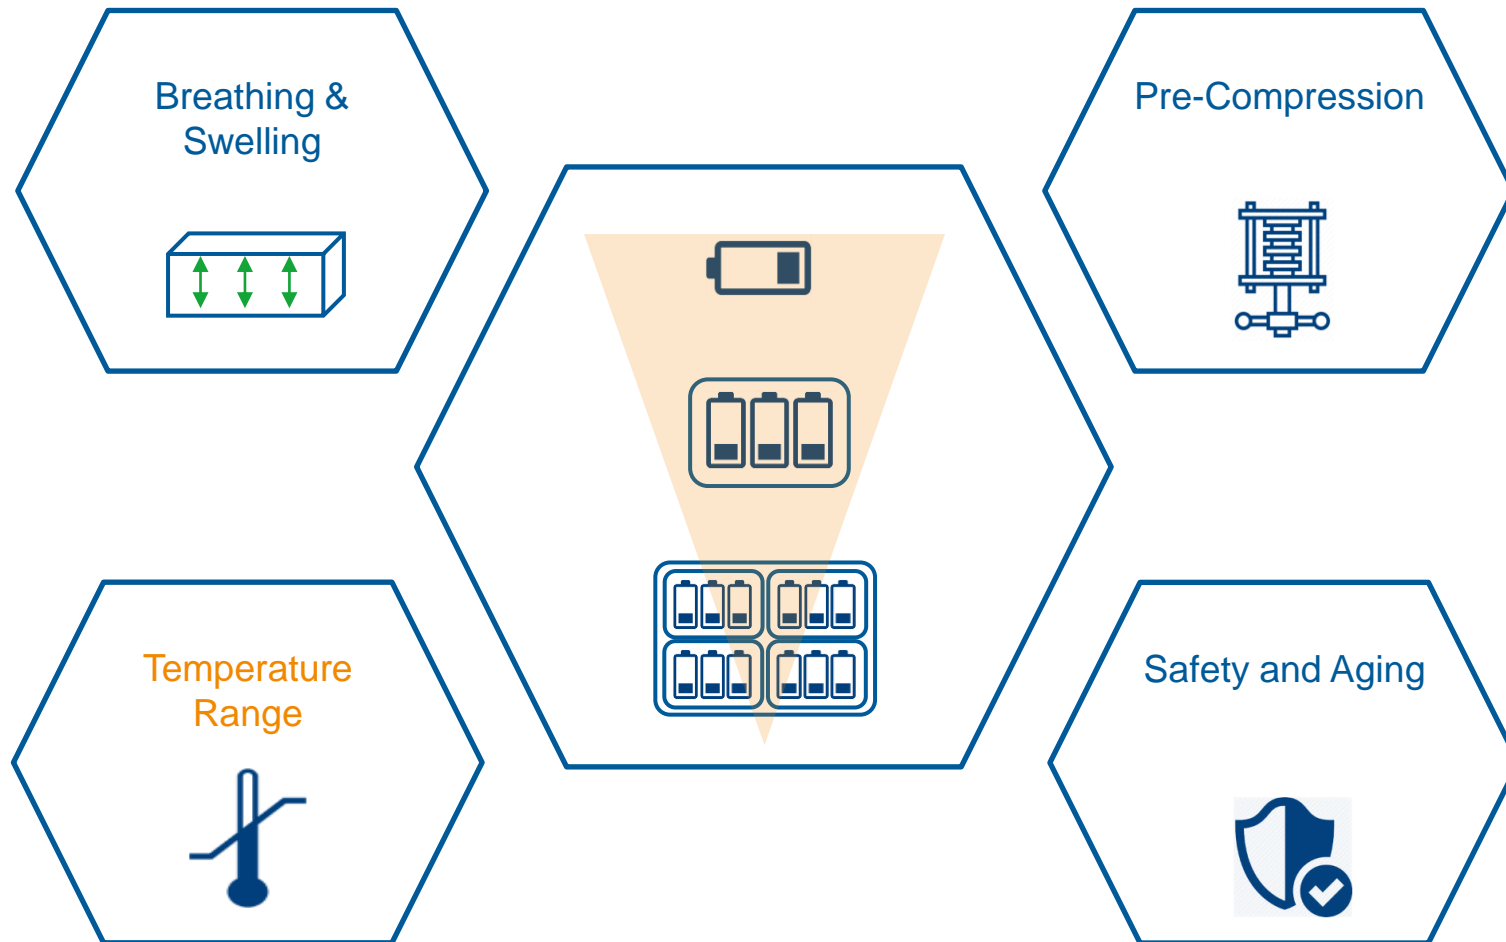 Breathing &
Swelling
Pre-Compression
Temperature
Range
Safety and Aging